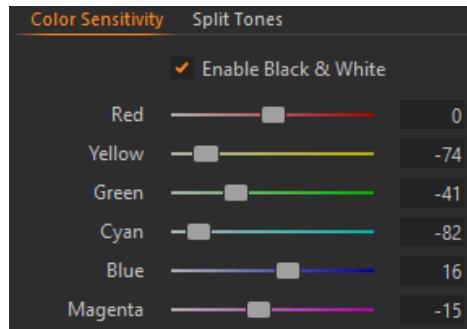 Color Sensitivity Split Tones
Enable Black & White
Red 0
Yellow -74
Green -41
Cyan -82
Blue 16
Magenta -15